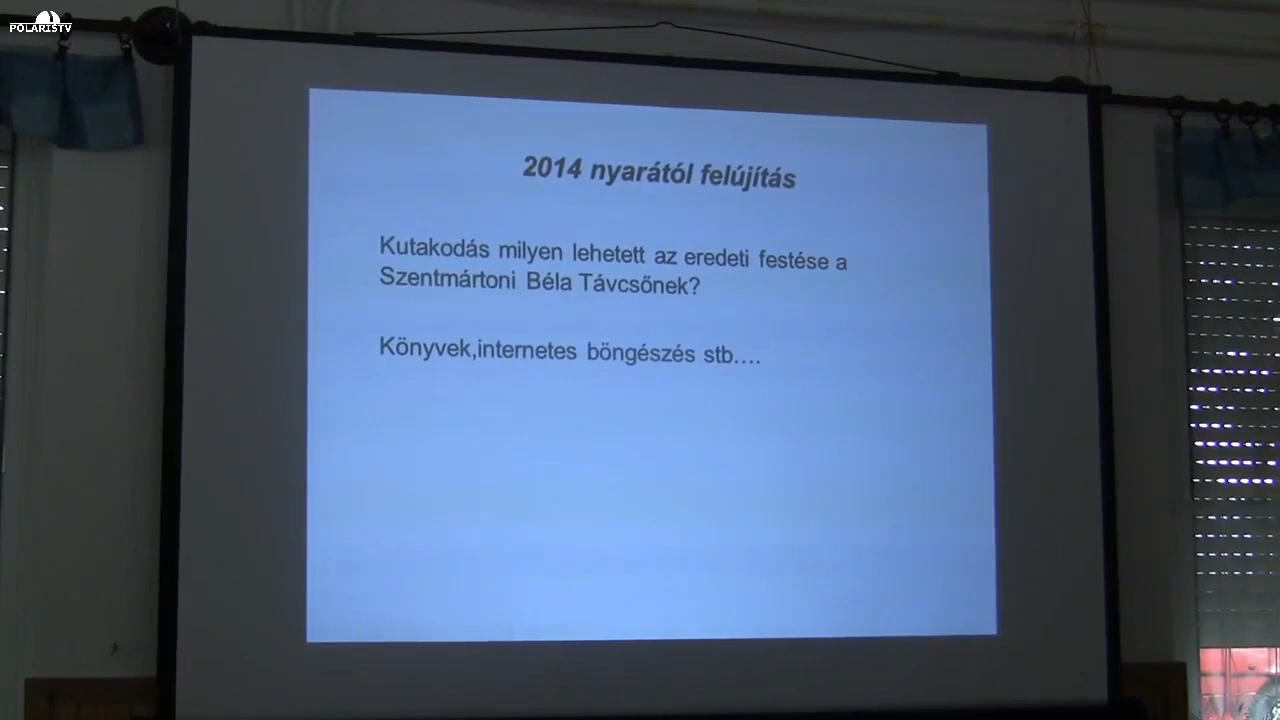 POLARISTV
2014 nyarától felújítás
Kutakodás milyen lehetett az eredeti festése a
Szentmártoni Béla Távcsőnek?
Könyvek,internetes böngészés stb....